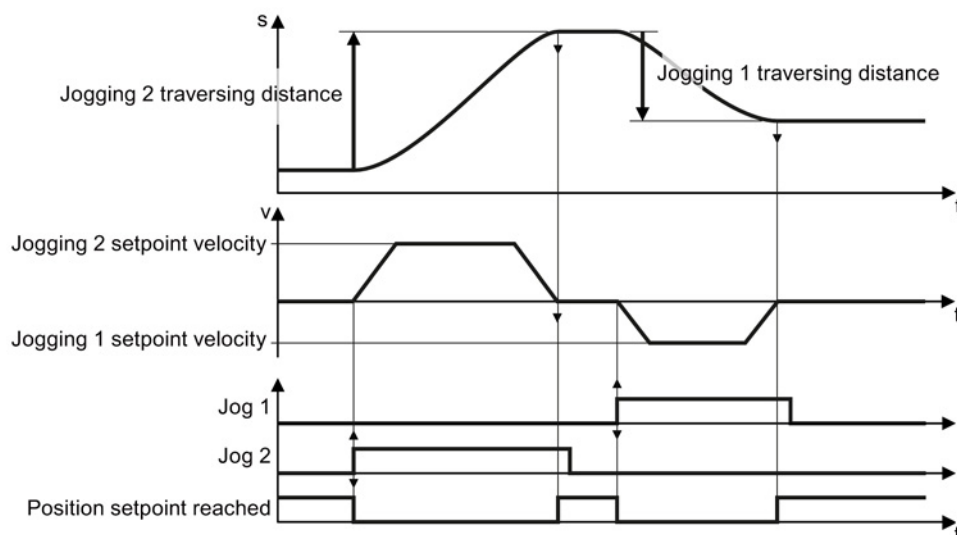 s
Jogging 2 traversing distance
Jogging 1 traversing distance
t
v
Jogging 2 setpoint velocity
t
Jogging 1 setpoint velocity
Jog 1
Jog 2
Position setpoint reached
t